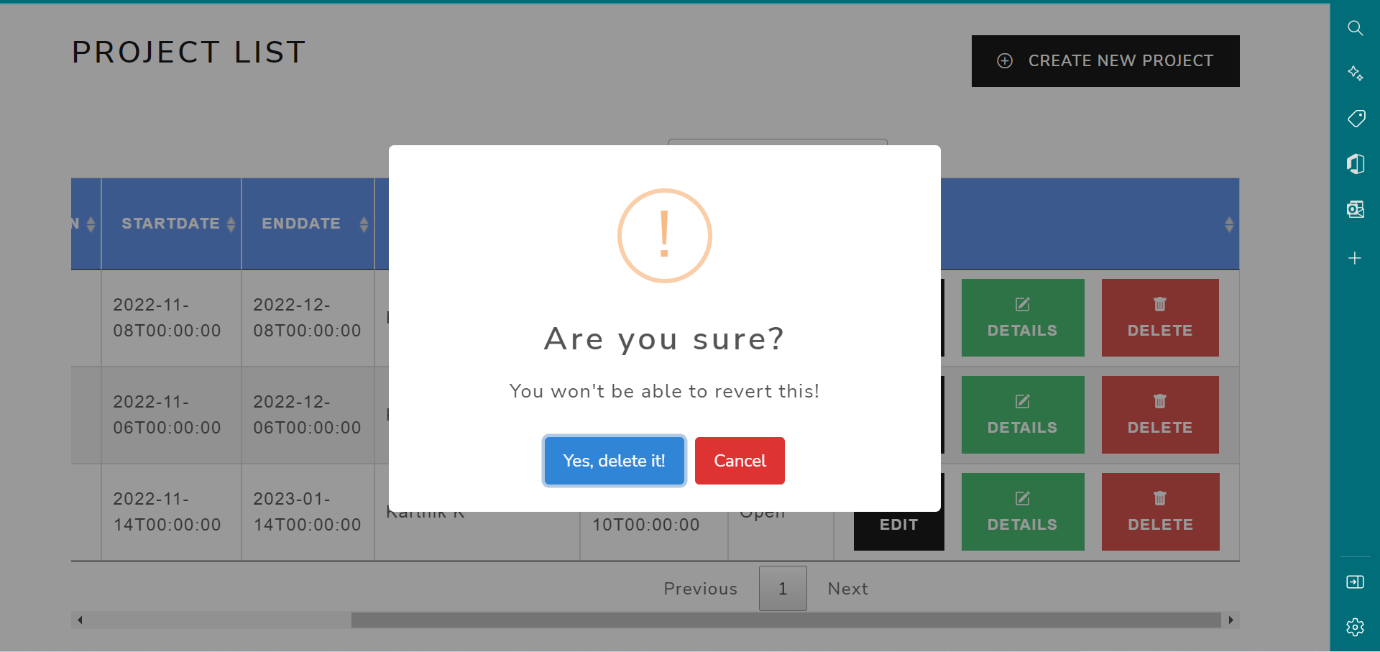 PROJECT LIST
CREATE NEW PROJECT
N STARTDATE ENDDATE
2022-11-
08T00:00:00
2022-12-
08T00:00:00
DETAILS
DELETE
2022-11-
06T00:00:00
2022-12-
06T00:00:00
DETAILS
DELETE
2022-11-
14T00:00:00
2023-01-
14T00:00:00
Karthik K
10T00:00:00
Open
EDIT
DETAILS
DELETE
!
Are you sure?
You won't be able to revert this!
Yes, delete it! Cancel
Previous 1 Next